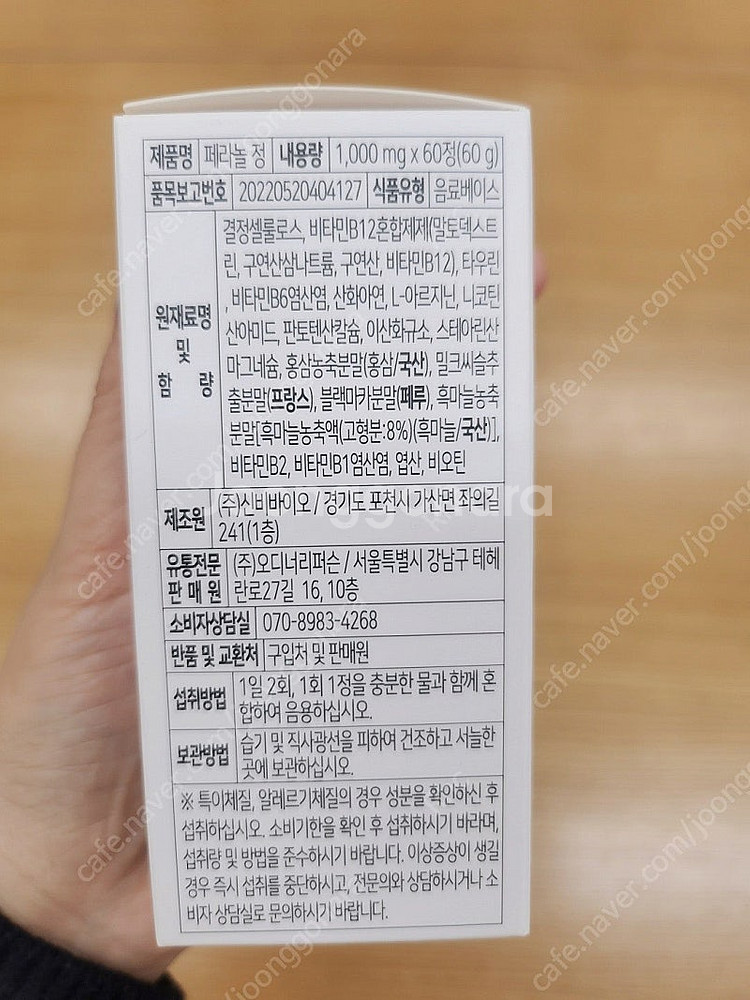 제품명 페라놀 정 내용량 1,000 mg x 60정(60 g)
품목보고번호 20220520404127 식품유형 음료베이스
원재료명 및 함 량
결정셀룰로스, 비타민B12혼합제제(말토덱스트
린, 구연산삼나트륨, 구연산, 비타민B12), 타우린
, 비타민B6염산염, 산화아연, L-아르지닌, 니코틴
산아미드, 판토텐산칼슘, 이산화규소, 스테아린산
마그네슘, 홍삼농축분말(홍삼/국산), 밀크씨슬추
출분말(프랑스), 블랙마카분말(페루), 흑마늘농축
분말[흑마늘농축액(고형분:8%)(흑마늘/국산)],
비타민B2, 비타민B1염산염, 엽산, 비오틴
제조원 (주)신비바이오 / 경기도 포천시 가산면 좌의길
241(1층)
유통전문 (주)오디너리퍼슨 / 서울특별시 강남구 테헤
판 매 원 란로27길 16, 10층
소비자상담실 070-8983-4268
반품 및 교환처 구입처 및 판매원
섭취방법 1일 2회, 1회 1정을 충분한 물과 함께 혼
합하여 음용하십시오.
보관방법 습기 및 직사광선을 피하여 건조하고 서늘한
곳에 보관하십시오.
※ 특이체질, 알레르기체질의 경우 성분을 확인하신 후
섭취하십시오. 소비기한을 확인 후 섭취하시기 바라며,
섭취량 및 방법을 준수하시기 바랍니다. 이상증상이 생길
경우 즉시 섭취를 중단하시고, 전문의와 상담하시거나 소
비자 상담실로 문의하시기 바랍니다.
cafe.naver.com/joonggonara